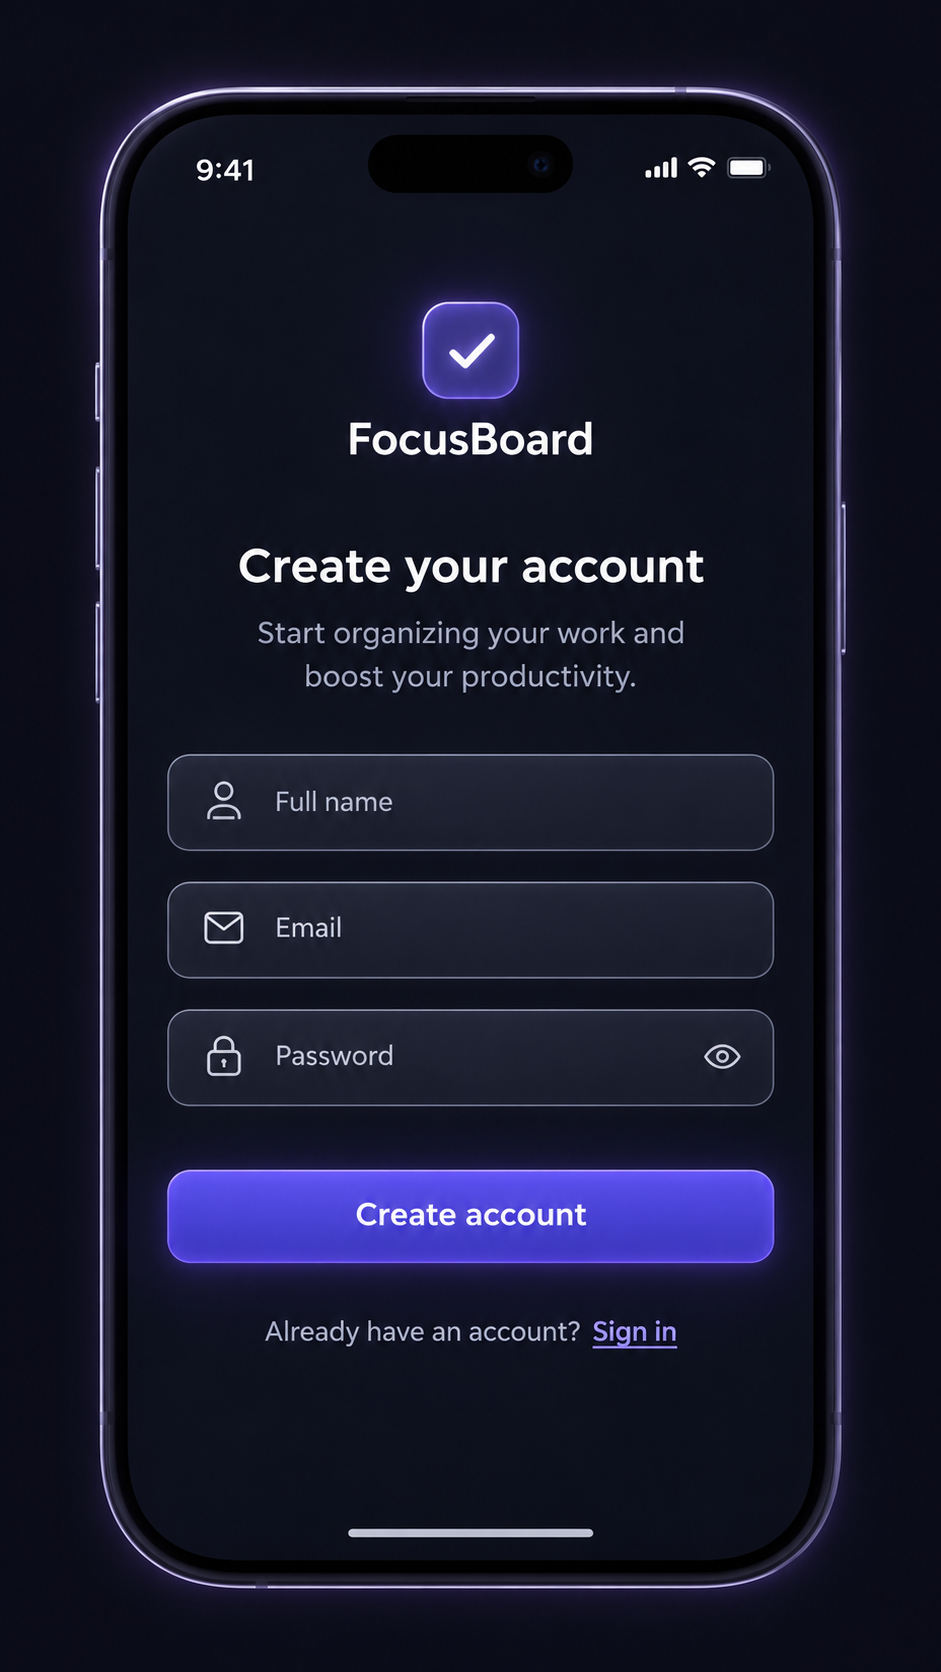 9:41
FocusBoard
Create your account
Start organizing your work and
boost your productivity.
Full name
Email
Password
Create account
Already have an account? Sign in